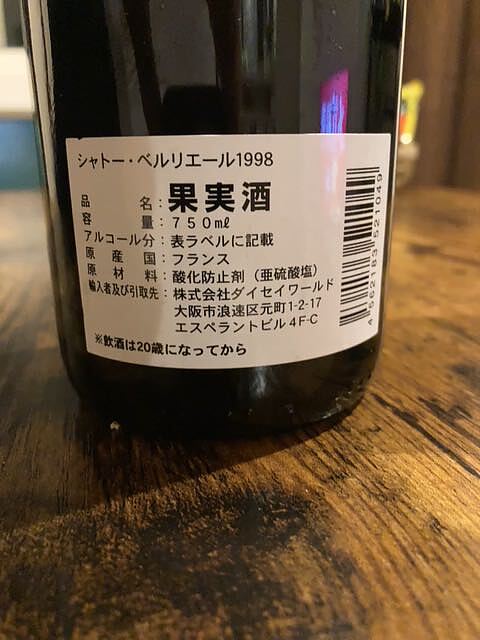 シャトー・ベルリエール1998
品名：果実酒
容量：７５０㎖
アルコール分：表ラベルに記載
原産国：フランス
原材料：酸化防止剤（亜硫酸塩）
輸入者及び引取先：株式会社ダイセイワールド
大阪市浪速区元町1-2-17
エスペラントビル４F-C
※飲酒は20歳になってから
4562183521049